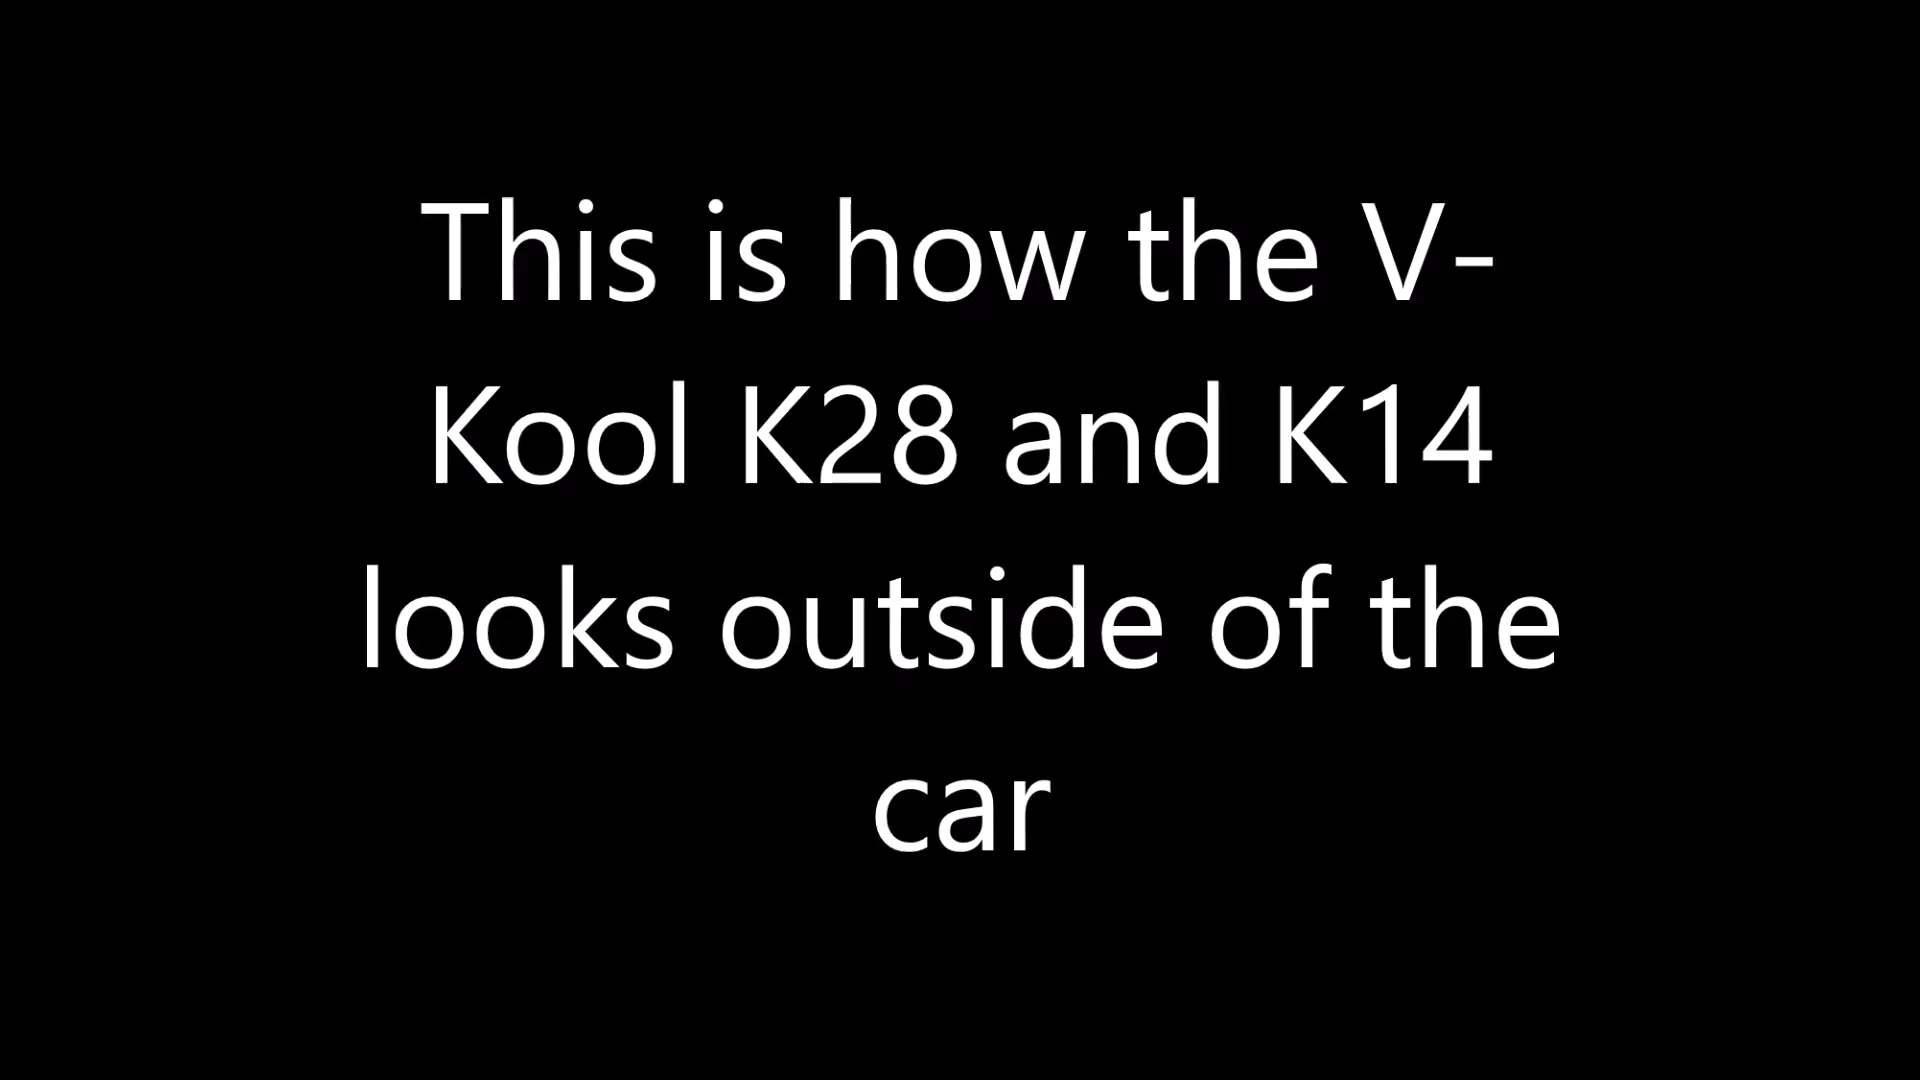 This is how the V-
Kool K28 and K14
looks outside of the
car